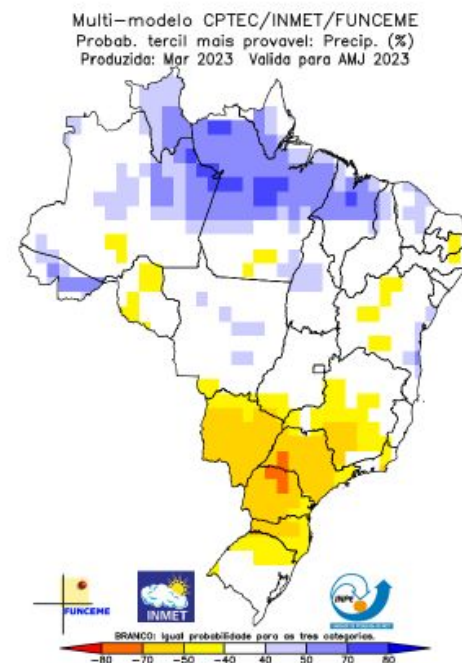 Multi-modelo CPTEC/INMET/FUNCEME
Probab. tercil mais provavel: Precip. (%)
Produzida: Mar 2023 Valida para AMJ 2023
FUNCEME
INMET
INPE
BRANCO: Igual probabilidade para as tres categorias.
-80 -70 -50 -40 40 50 70 80